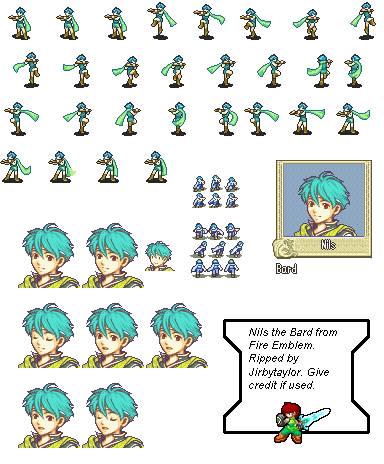 Nils
Bard
Nils the Bard from
Fire Emblem.
Ripped by
Jirbytaylor. Give
credit if used.